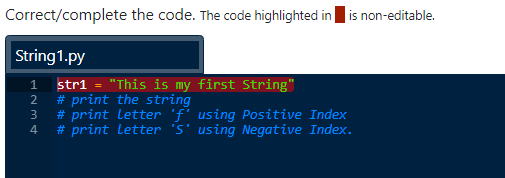 Correct/complete the code. The code highlighted in is non-editable.
String1.py
1 str1 = "This is my first String"
2 # print the string
3 # print letter 'f' using Positive Index
4 # print letter 'S' using Negative Index.